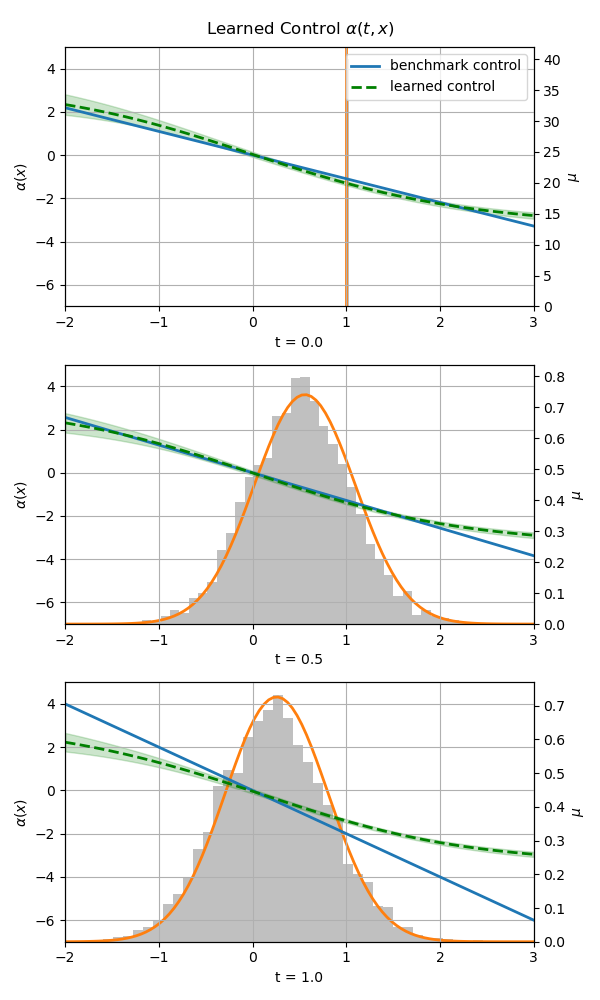 Learned Control α(t, x)
benchmark control
learned control
4
2
0
−2
−4
−6
α(x)
40
35
30
25
20
15
10
5
0
μ
−2 −1 0 1 2 3
t = 0.0
4
2
0
−2
−4
−6
α(x)
0.8
0.7
0.6
0.5
0.4
0.3
0.2
0.1
0.0
μ
−2 −1 0 1 2 3
t = 0.5
4
2
0
−2
−4
−6
α(x)
0.7
0.6
0.5
0.4
0.3
0.2
0.1
0.0
μ
−2 −1 0 1 2 3
t = 1.0